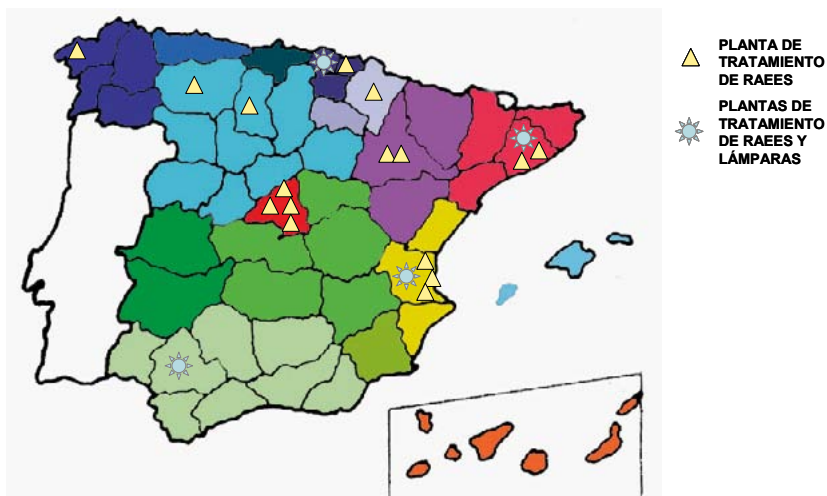 PLANTA DE
TRATAMIENTO
DE RAEES
PLANTAS DE
TRATAMIENTO
DE RAEES Y
LÁMPARAS